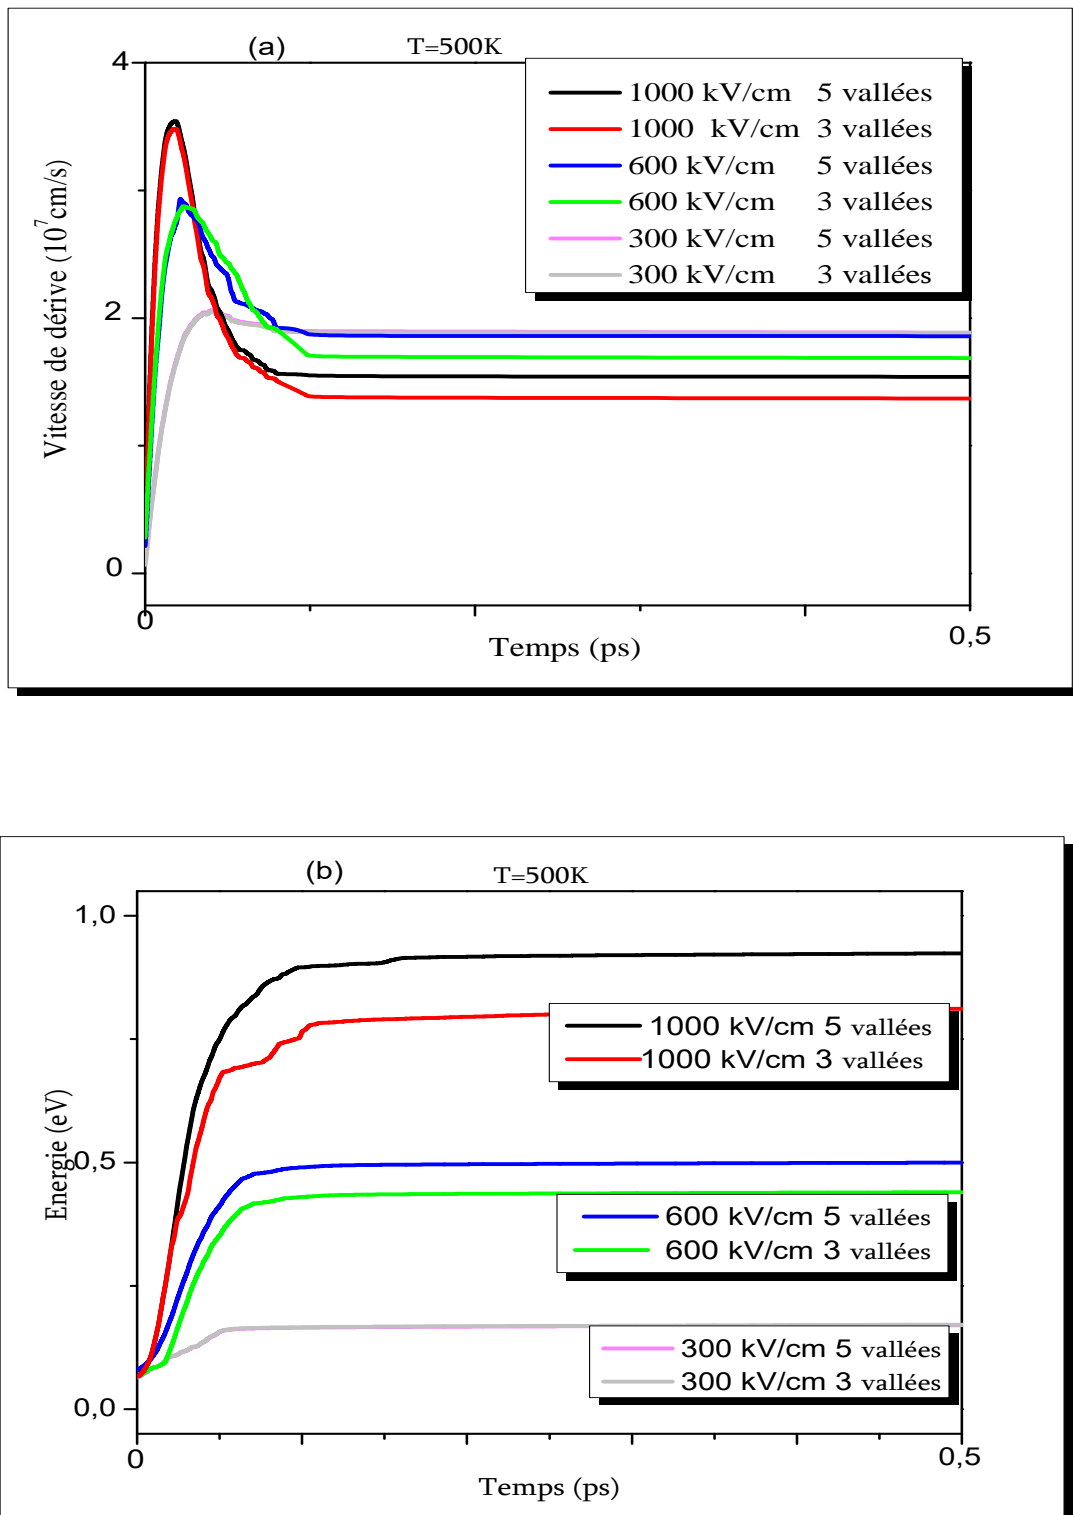 (a) T=500K
4
1000 kV/cm 5 vallées
1000 kV/cm 3 vallées
600 kV/cm 5 vallées
600 kV/cm 3 vallées
300 kV/cm 5 vallées
300 kV/cm 3 vallées
Vitesse de dérive (10⁷cm/s)
2
0
0
0,5
Temps (ps)
(b) T=500K
1,0
1000 kV/cm 5 vallées
1000 kV/cm 3 vallées
Energie (eV)
0,5
600 kV/cm 5 vallées
600 kV/cm 3 vallées
300 kV/cm 5 vallées
300 kV/cm 3 vallées
0,0
0
0,5
Temps (ps)